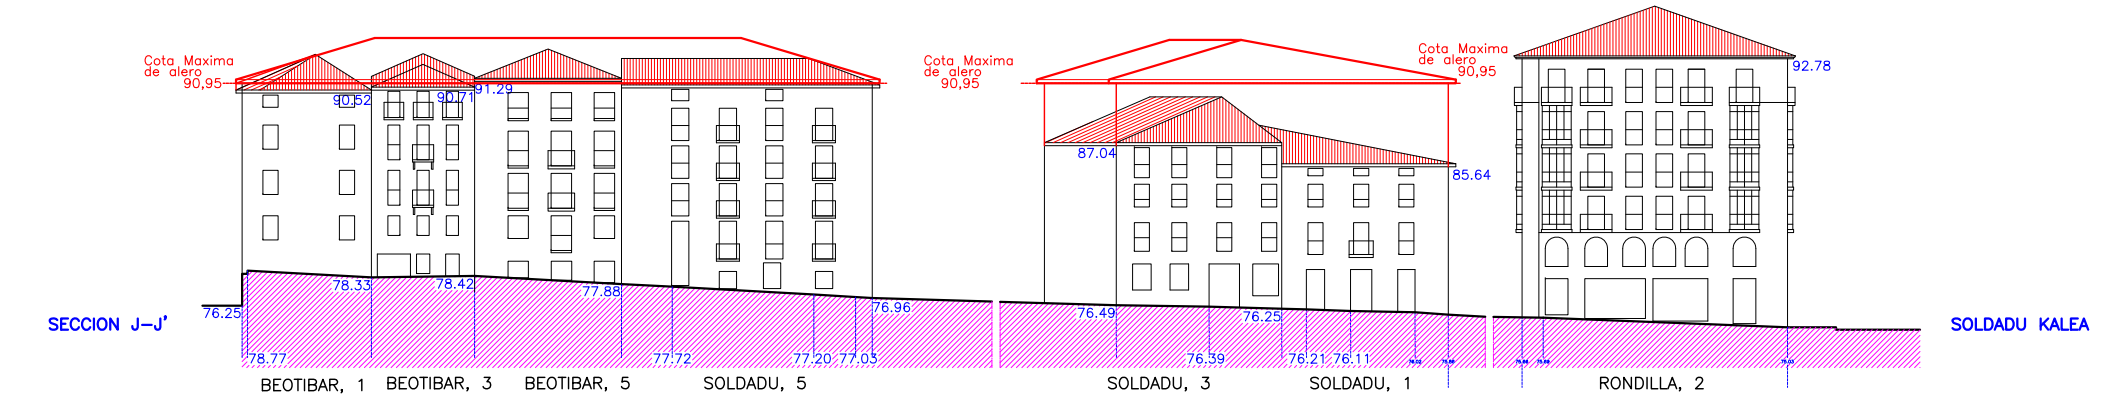 Cota Maxima
de alero
90,95
90.52
90.71
91.29
Cota Maxima
de alero
90,95
87.04
85.64
Cota Maxima
de alero
90,95
92.78
76.25
78.77
78.33
78.42
77.88
77.72
77.20
77.03
76.96
76.49
76.39
76.25
76.21
76.11
76.03
SECCION J-J'
SOLDADU KALEA
BEOTIBAR, 1
BEOTIBAR, 3
BEOTIBAR, 5
SOLDADU, 5
SOLDADU, 3
SOLDADU, 1
RONDILLA, 2